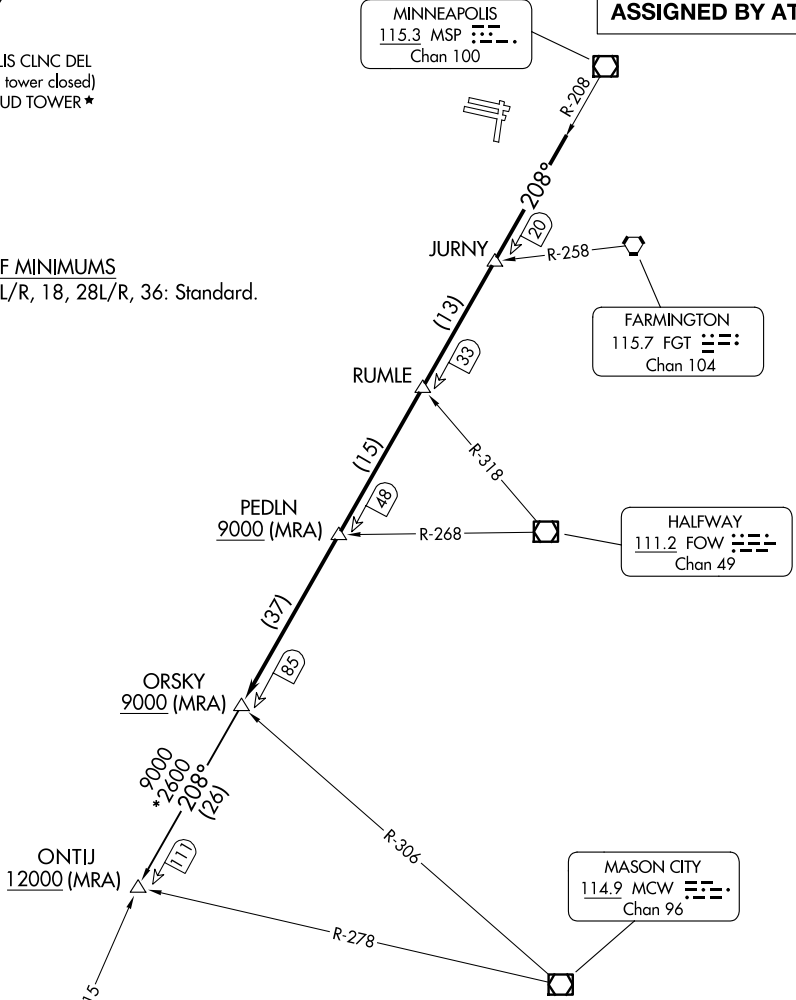 MINNEAPOLIS
115.3 MSP
Chan 100
ASSIGNED BY AT
IS CLNC DEL
tower closed)
UD TOWER★
R-208
208°
20
JURNY
R-258
F MINIMUMS
L/R, 18, 28L/R, 36: Standard.
(13)
FARMINGTON
115.7 FGT
Chan 104
33
RUMLE
(15)
R-318
48
PEDLN
9000 (MRA)
R-268
HALFWAY
111.2 FOW
Chan 49
(37)
85
ORSKY
9000 (MRA)
9000
*2600
208°
(26)
R-306
111
ONTIJ
12000 (MRA)
MASON CITY
114.9 MCW
Chan 96
R-278
15